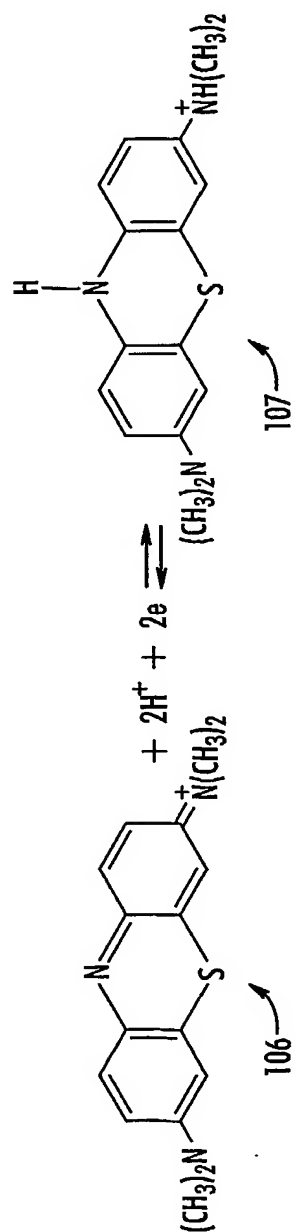 N
(CH3)2N
S
+
N(CH3)2
106
+ 2H+ + 2e
H
N
(CH3)2N
S
+
NH(CH3)2
107